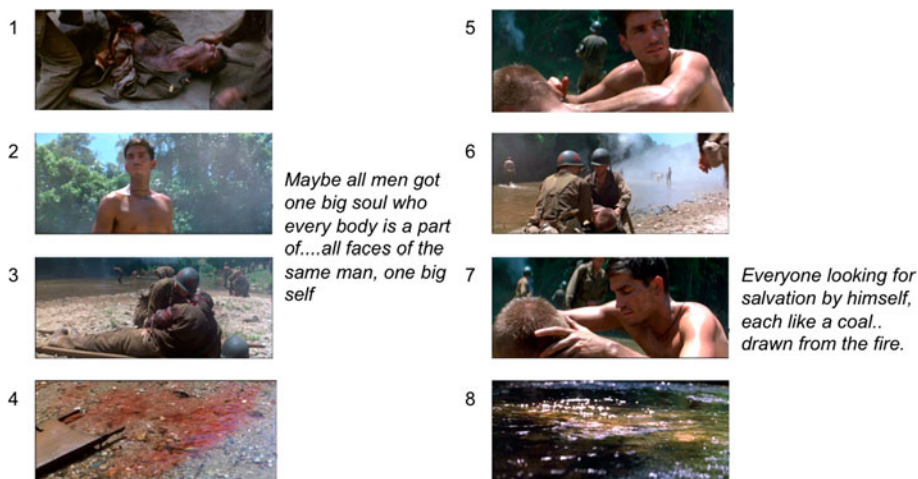 1
2
Maybe all men got
one big soul who
every body is a part
of....all faces of the
same man, one big
self
3
4
5
6
7
Everyone looking for
salvation by himself,
each like a coal..
drawn from the fire.
8